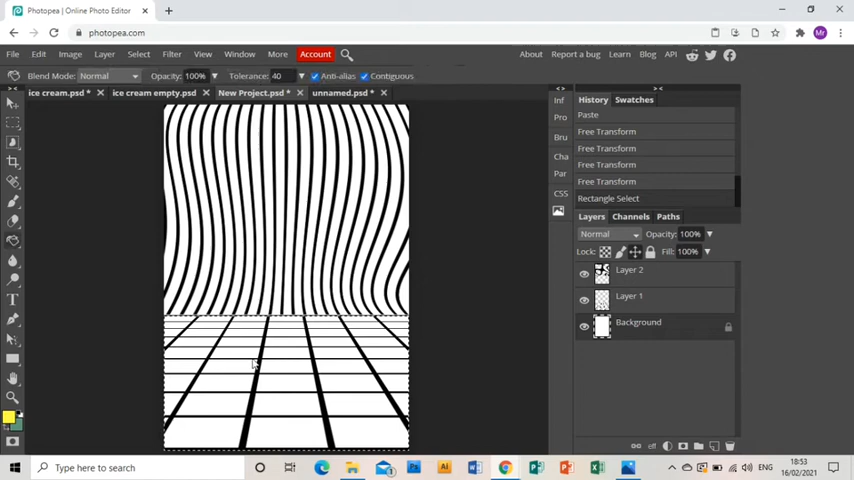 Photopea | Online Photo Editor
photopea.com
Mr
File Edit Image Layer Select Filter View Window More Account About Report a bug Learn Blog API
Blend Mode: Normal Opacity: 100% Tolerance: 40 Anti-alias Contiguous
ice cream.psd * ice cream empty.psd New Project.psd * unnamed.psd *
Inf
Pro
Bru
Cha
Par
CSS
History Swatches
Paste
Free Transform
Free Transform
Free Transform
Free Transform
Rectangle Select
Layers Channels Paths
Normal Opacity: 100%
Lock: Fill: 100%
Layer 2
Layer 1
Background
eff
Type here to search
ENG
18:53
16/02/2021